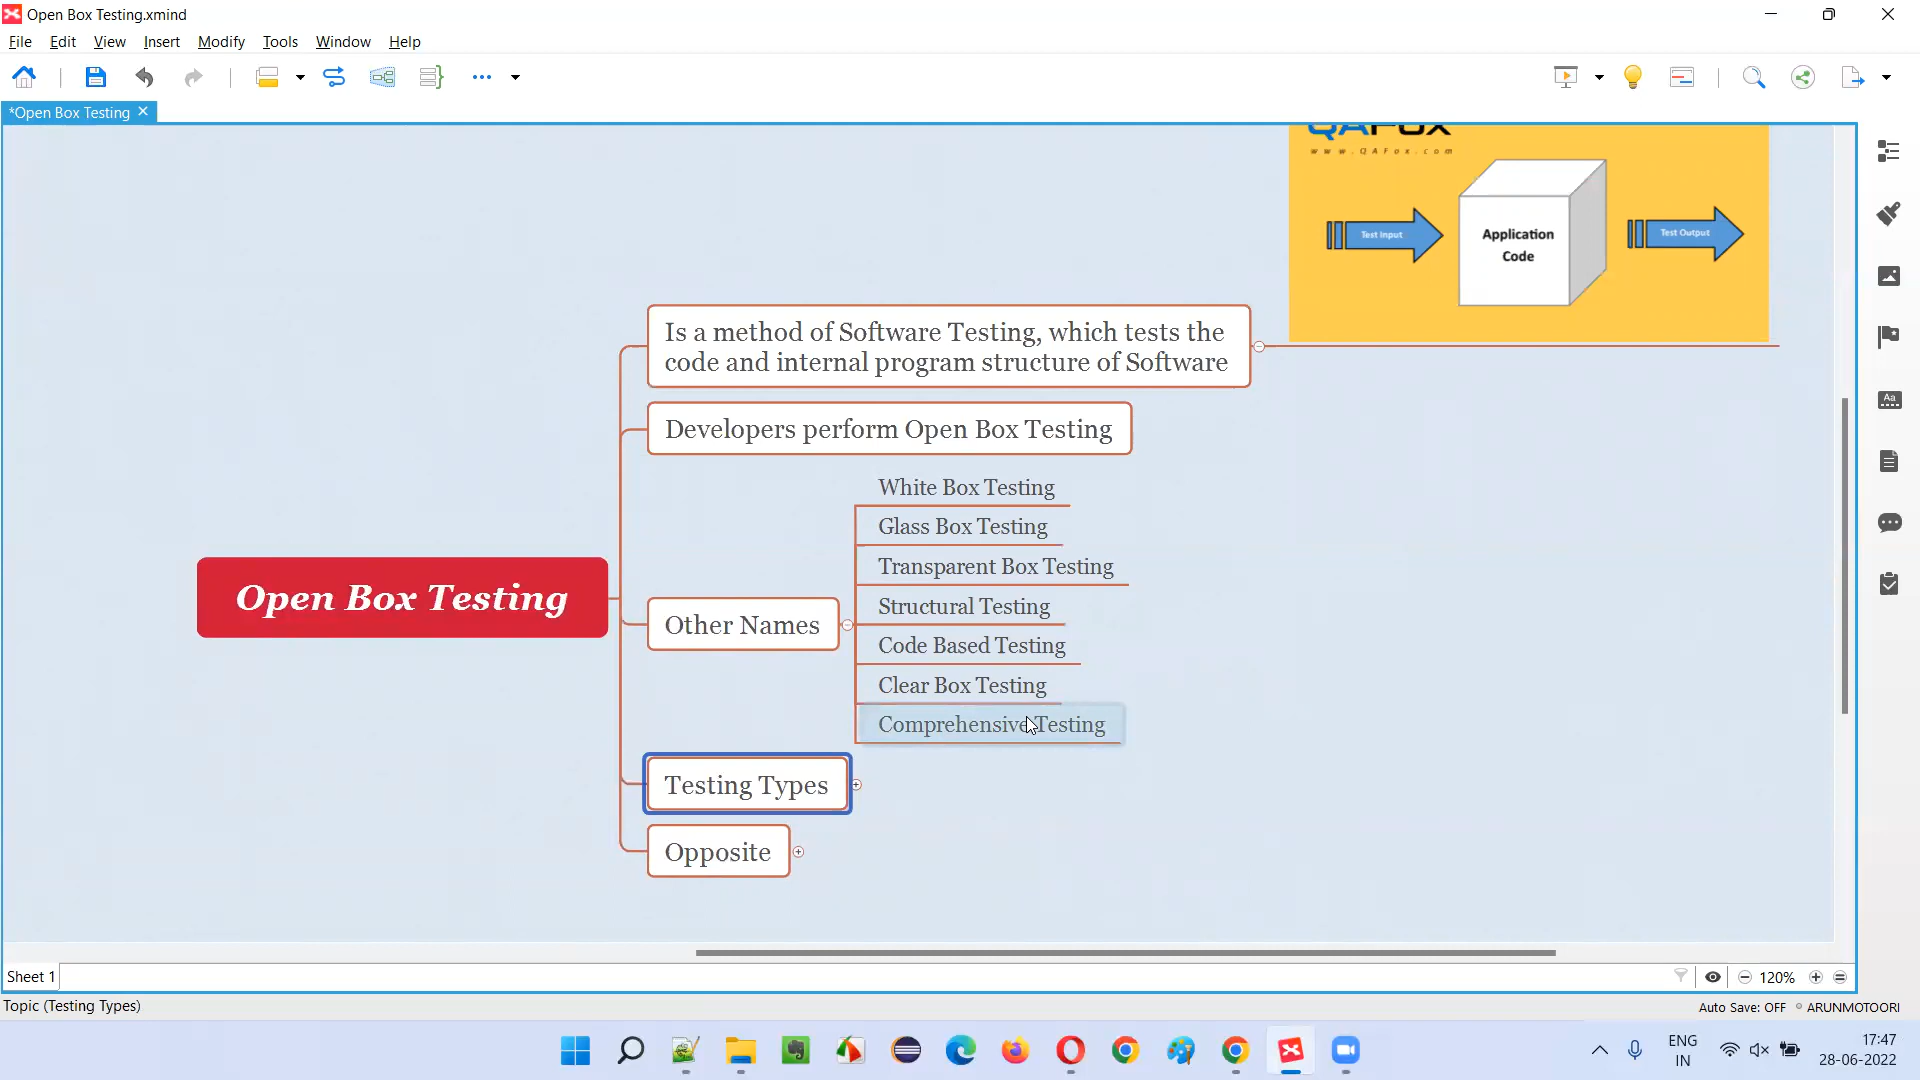 Open Box Testing.xmind
File Edit View Insert Modify Tools Window Help
*Open Box Testing
www.QAFox.com
Test Input
Application
Code
Test Output
Is a method of Software Testing, which tests the
code and internal program structure of Software
Developers perform Open Box Testing
White Box Testing
Glass Box Testing
Transparent Box Testing
Structural Testing
Code Based Testing
Clear Box Testing
Comprehensive Testing
Open Box Testing
Other Names
Testing Types
Opposite
Sheet 1
120%
Topic (Testing Types)
Auto Save: OFF
ARUNMOTOORI
ENG
IN
17:47
28-06-2022